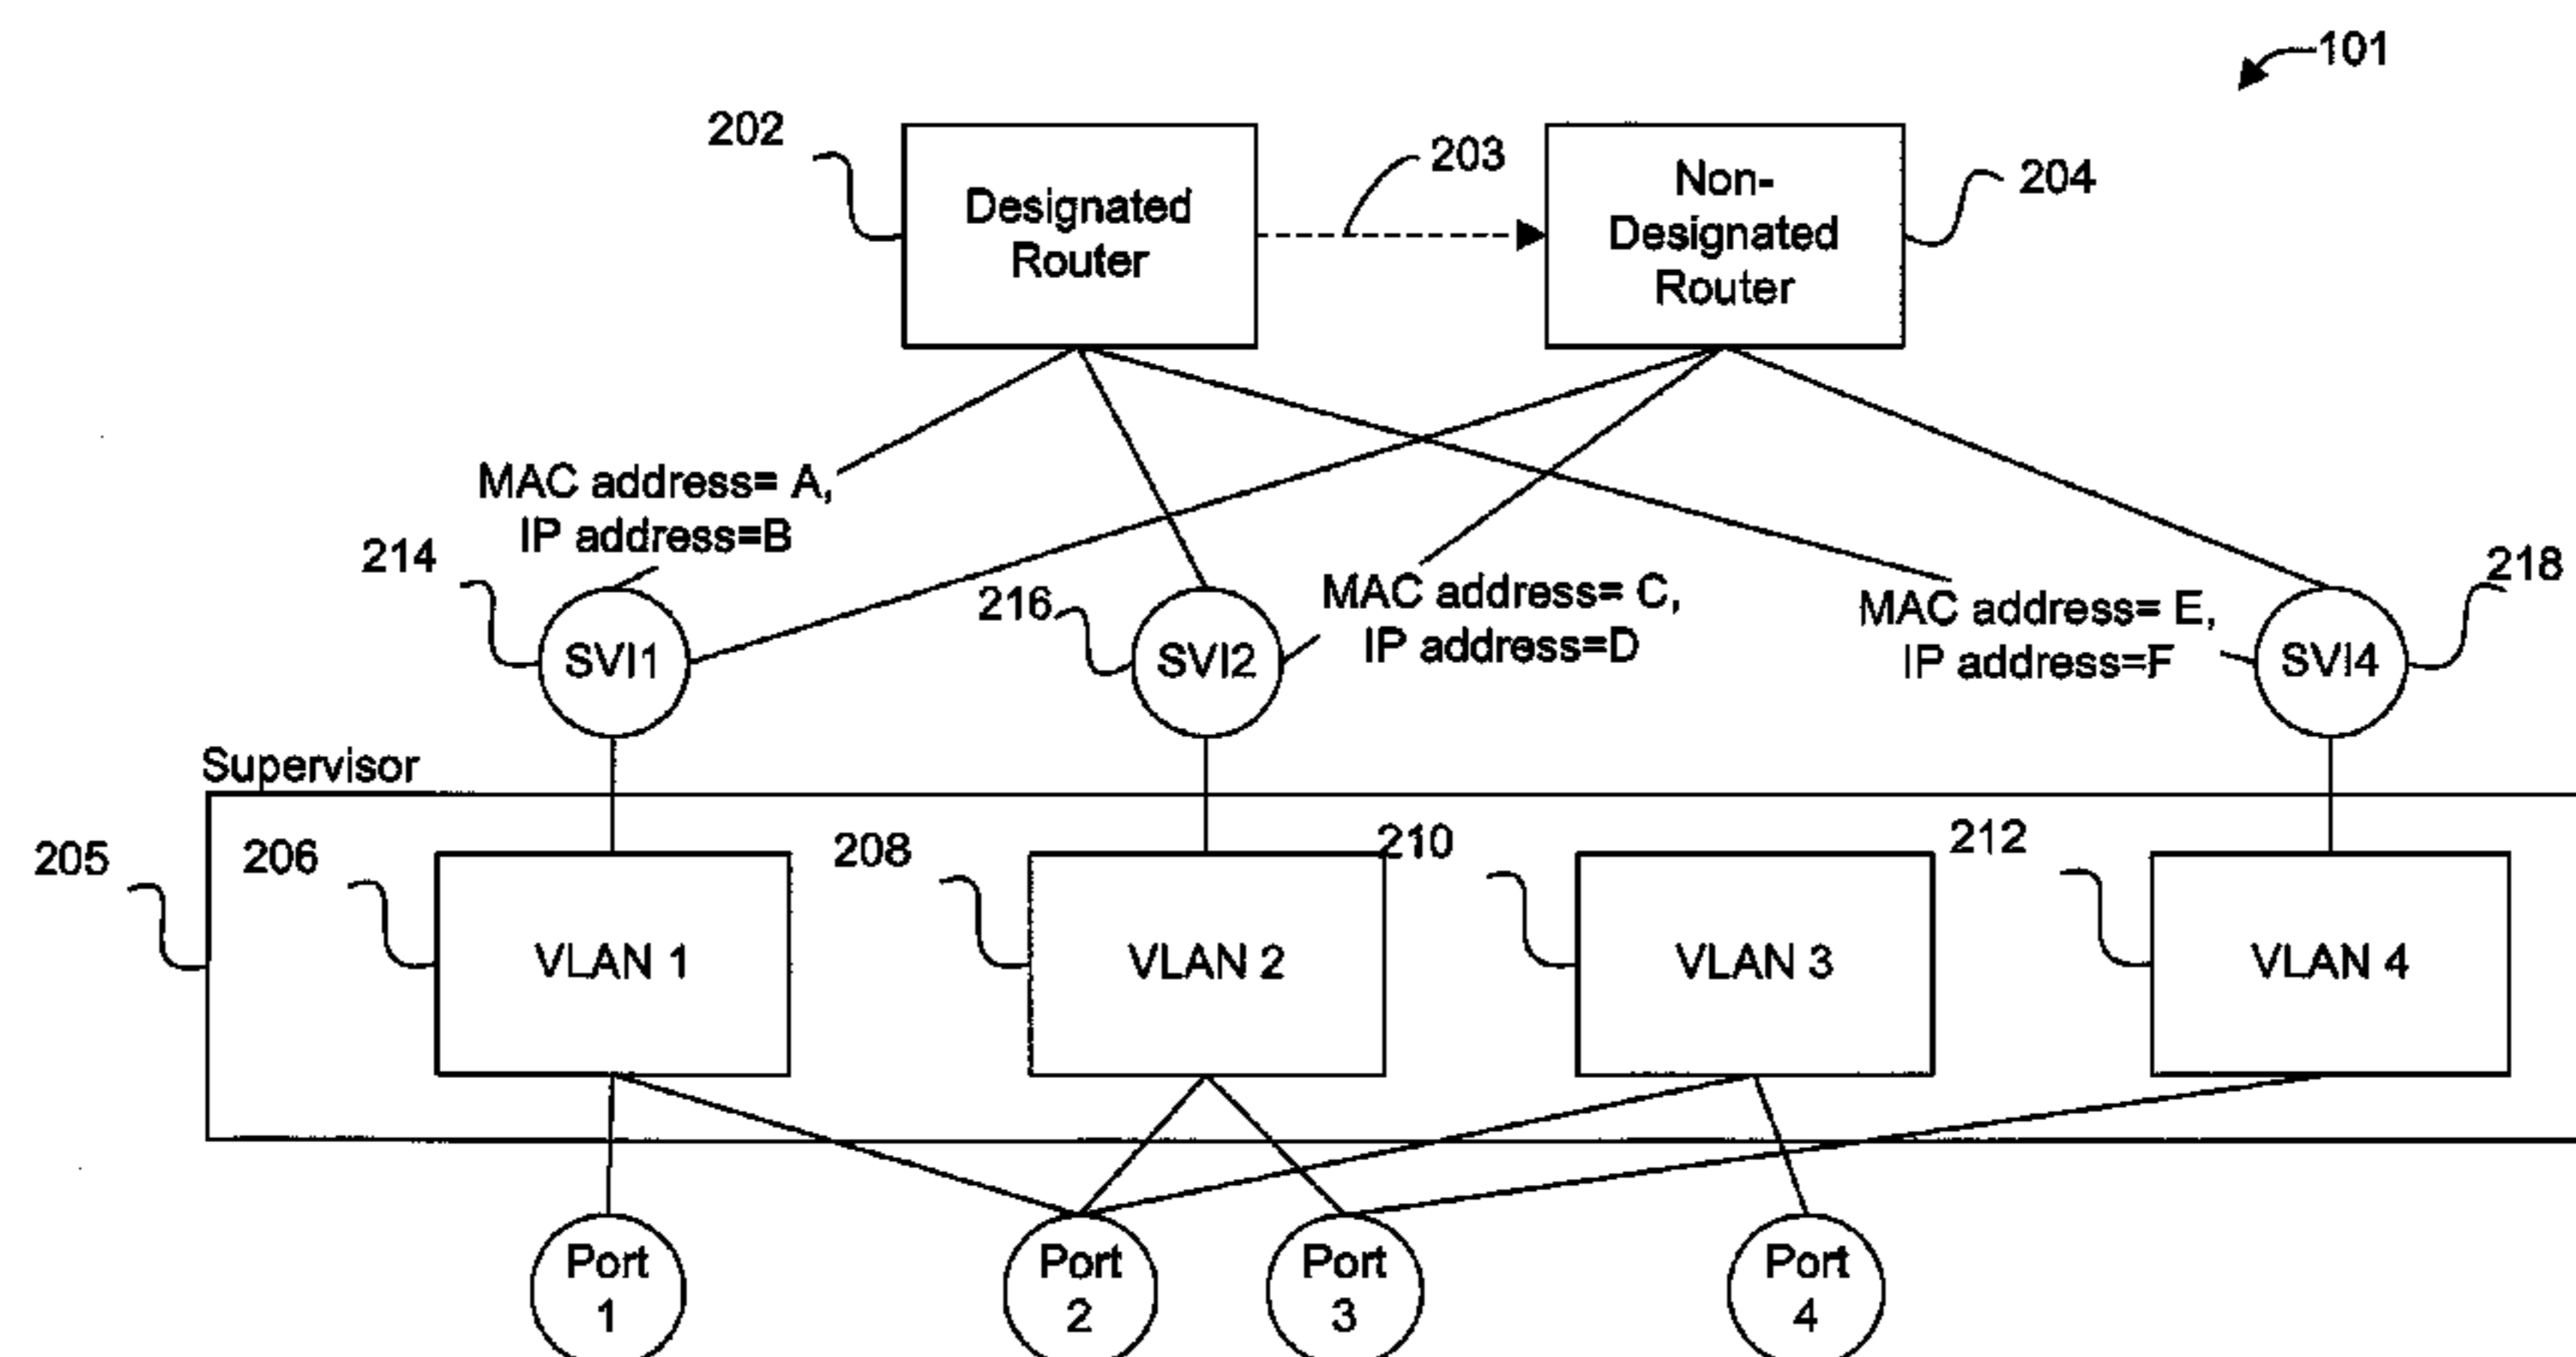 101
202
203
204
Designated
Router
Non-
Designated
Router
MAC address= A,
IP address=B
214
216
MAC address= C,
IP address=D
MAC address= E,
IP address=F
218
SVI1
SVI2
SVI4
Supervisor
205
206
208
210
212
VLAN 1
VLAN 2
VLAN 3
VLAN 4
Port
1
Port
2
Port
3
Port
4